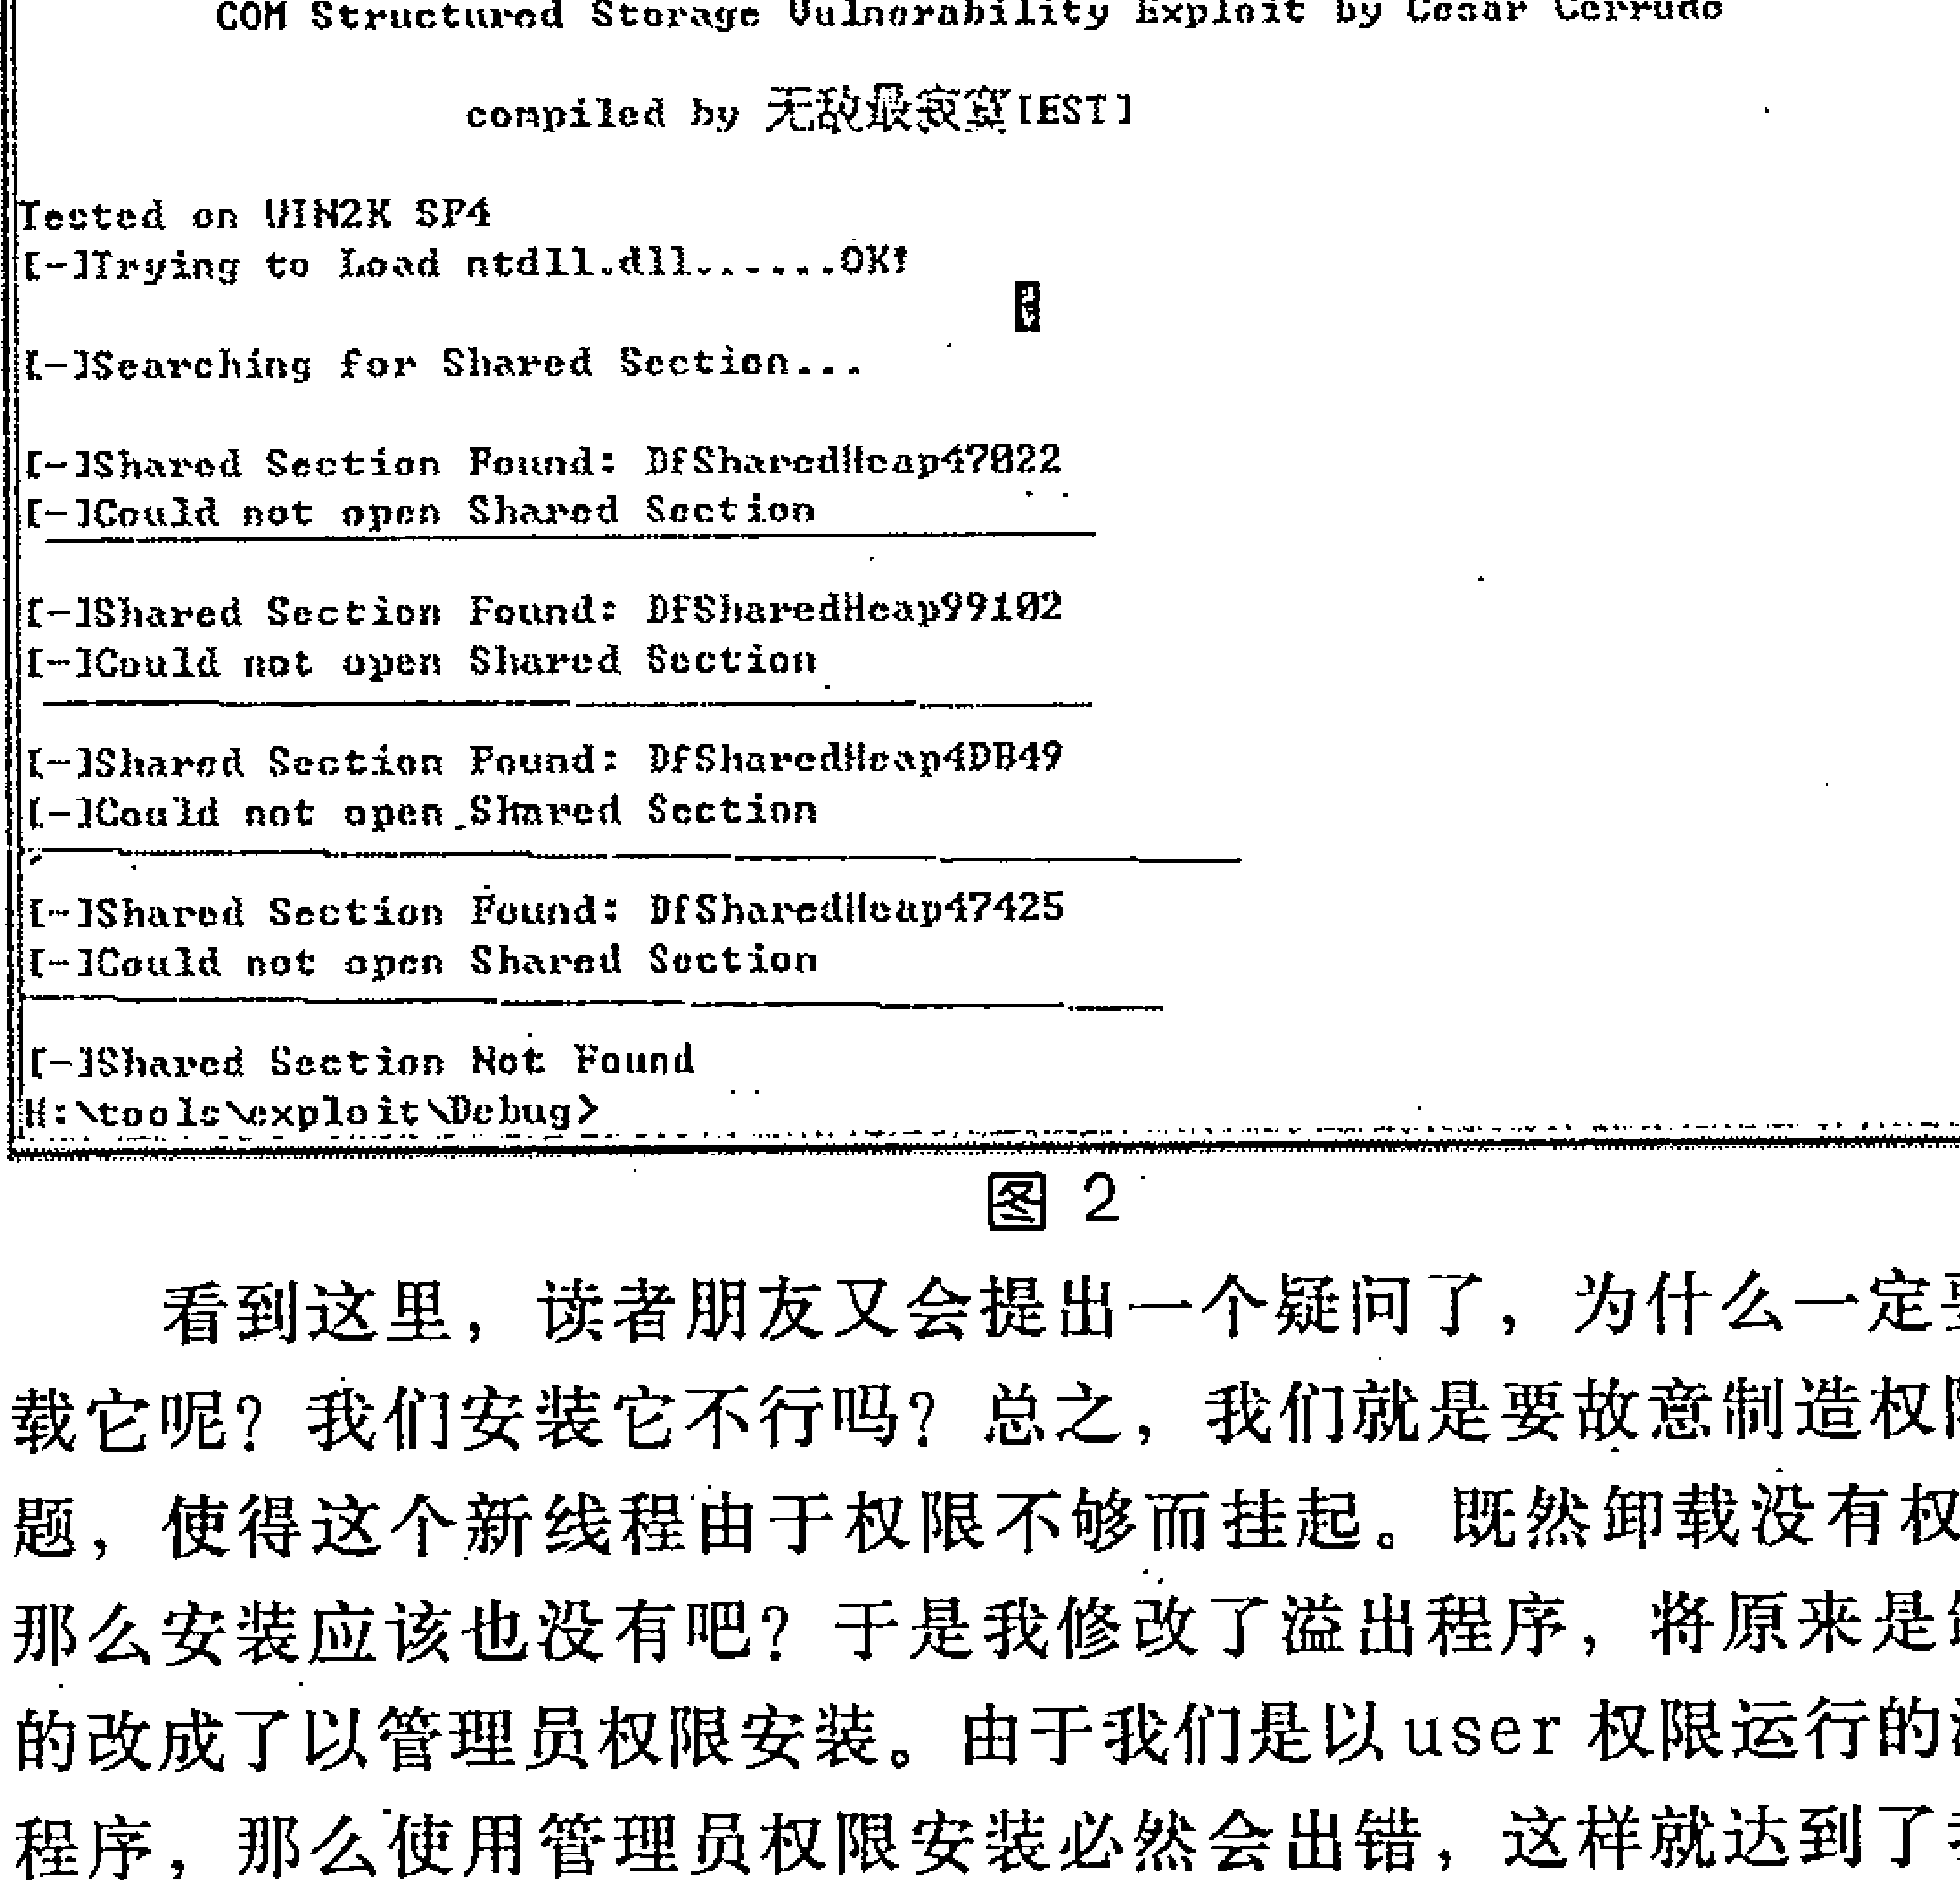 COM Structured Storage Vulnerability Exploit by Cesar Cerrudo
compiled by 无敌最寂寞[EST]
Tested on WIN2K SP4
[-]Trying to Load ntdll.dll......OK!
[-]Searching for Shared Section...
[-]Shared Section Found: DfSharedHeap47022
[-]Could not open Shared Section
[-]Shared Section Found: DfSharedHeap99102
[-]Could not open Shared Section
[-]Shared Section Found: DfSharedHeap4DB49
[-]Could not open Shared Section
[-]Shared Section Found: DfSharedHeap47425
[-]Could not open Shared Section
[-]Shared Section Not Found
H:\tools\exploit\Debug>
图 2
看到这里，读者朋友又会提出一个疑问了，为什么一定要
载它呢？我们安装它不行吗？总之，我们就是要故意制造权限
题，使得这个新线程由于权限不够而挂起。既然卸载没有权
那么安装应该也没有吧？于是我修改了溢出程序，将原来是
的改成了以管理员权限安装。由于我们是以user 权限运行的
程序，那么使用管理员权限安装必然会出错，这样就达到了